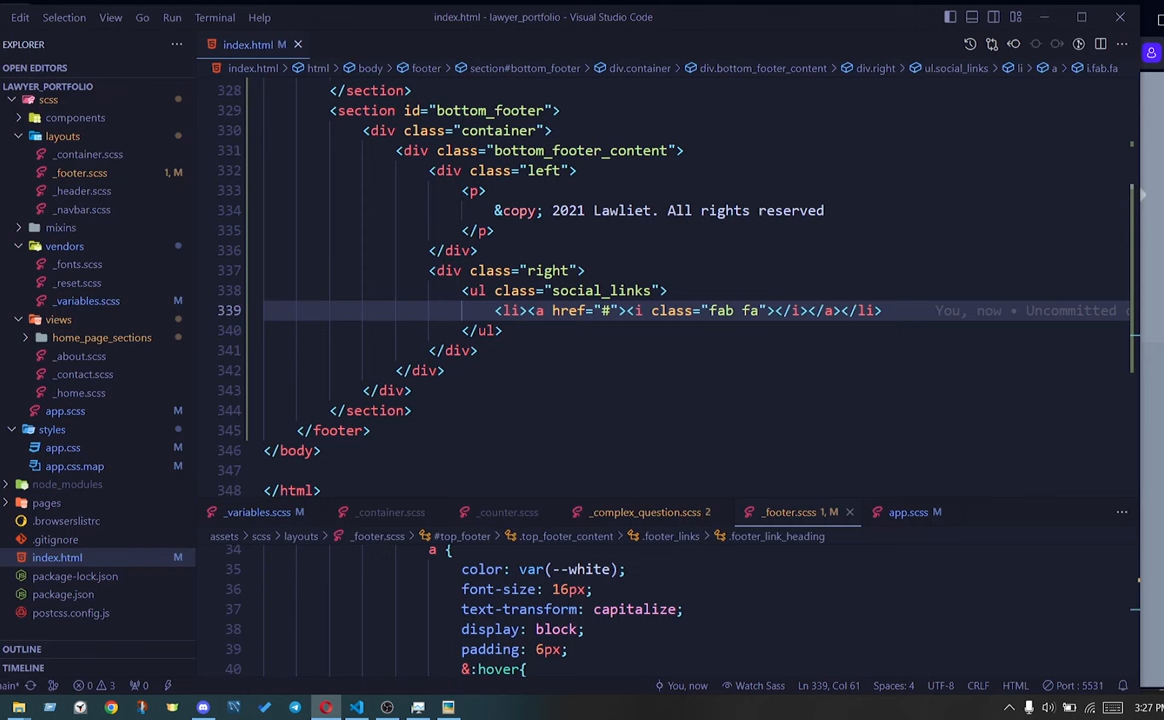 Edit Selection View Go Run Terminal Help
index.html - lawyer_portfolio - Visual Studio Code
EXPLORER
OPEN EDITORS
LAWYER_PORTFOLIO
scss
components
layouts
_container.scss
_footer.scss 1, M
_header.scss
_navbar.scss
mixins
vendors
_fonts.scss
_reset.scss
_variables.scss
views
home_page_sections
_about.scss
_contact.scss
_home.scss
app.scss M
styles
app.css M
app.css.map M
node_modules
pages
.browserslistrc
.gitignore
index.html M
package-lock.json
package.json
postcss.config.js
OUTLINE
TIMELINE
index.html M
index.html html body footer section#bottom_footer div.container div.bottom_footer_content div.right ul.social_links li a i.fab.fa
328 </section>
329 <section id="bottom_footer">
330 <div class="container">
331 <div class="bottom_footer_content">
332 <div class="left">
333 <p>
334 &copy; 2021 Lawliet. All rights reserved
335 </p>
336 </div>
337 <div class="right">
338 <ul class="social_links">
339 <li><a href="#"><i class="fab fa"></i></a></li> You, now • Uncommitted
340 </ul>
341 </div>
342 </div>
343 </div>
344 </section>
345 </footer>
346 </body>
347
348 </html>
_variables.scss M _container.scss _counter.scss _complex_question.scss 2 _footer.scss 1, M app.scss M
assets scss layouts _footer.scss #top_footer .top_footer_content .footer_links .footer_link_heading
34 a {
35 color: var(--white);
36 font-size: 16px;
37 text-transform: capitalize;
38 display: block;
39 padding: 6px;
40 &:hover{
main* 0 3 0 You, now Watch Sass Ln 339, Col 61 Spaces: 4 UTF-8 CRLF HTML Port : 5531
3:27 PM